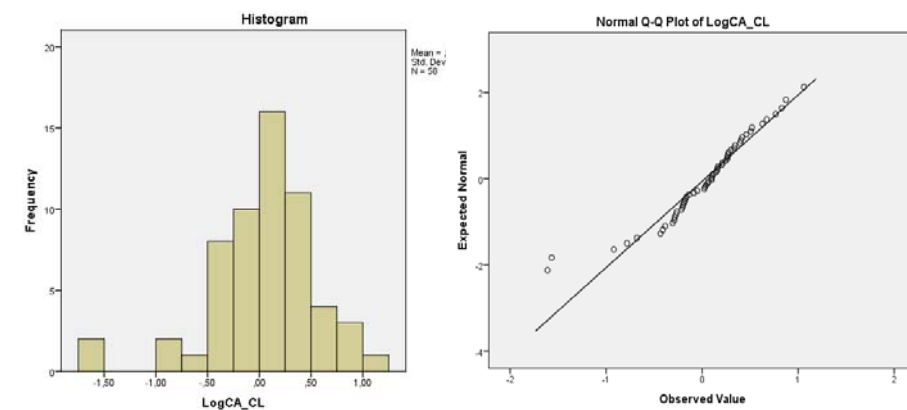 Histogram
20
15
10
5
0
Frequency
-1,50
-1,00
-,50
,00
,50
1,00
LogCA_CL
Mean =
Std. Dev
N = 58
Normal Q-Q Plot of LogCA_CL
2
0
-2
-4
Expected Normal
-2
-1
0
1
2
Observed Value